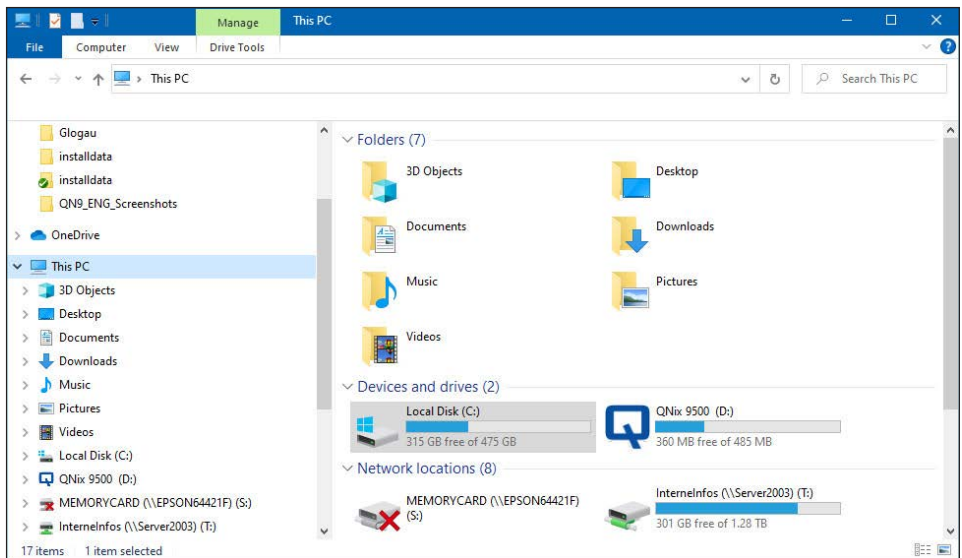 Manage
This PC
File
Computer
View
Drive Tools
This PC
Search This PC
Glogau
installdata
installdata
QN9_ENG_Screenshots
OneDrive
This PC
3D Objects
Desktop
Documents
Downloads
Music
Pictures
Videos
Local Disk (C:)
QNix 9500 (D:)
MEMORYCARD (\\EPSON64421F) (S:)
InterneInfos (\\Server2003) (T:)
Folders (7)
3D Objects
Desktop
Documents
Downloads
Music
Pictures
Videos
Devices and drives (2)
Local Disk (C:)
315 GB free of 475 GB
QNix 9500 (D:)
360 MB free of 485 MB
Network locations (8)
MEMORYCARD (\\EPSON64421F)
(S:)
InterneInfos (\\Server2003) (T:)
301 GB free of 1.28 TB
17 items
1 item selected